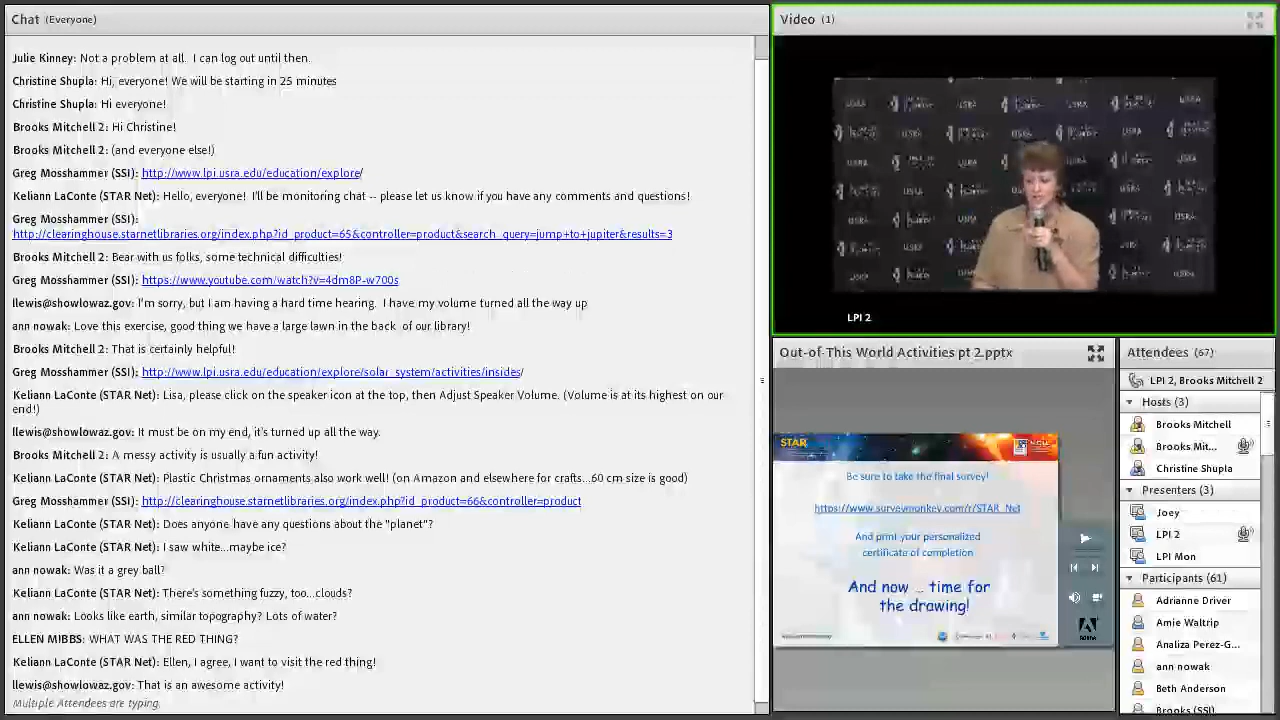 Chat (Everyone)
Julie Kinney: Not a problem at all. I can log out until then.
Christine Shupla: Hi, everyone! We will be starting in 25 minutes
Christine Shupla: Hi everyone!
Brooks Mitchell 2: Hi Christine!
Brooks Mitchell 2: (and everyone else!)
Greg Mosshammer (SSI): http://www.lpi.usra.edu/education/explore/
Keliann LaConte (STAR Net): Hello, everyone! I'll be monitoring chat -- please let us know if you have any comments and questions!
Greg Mosshammer (SSI):
http://clearinghouse.starnetlibraries.org/index.php?id_product=65&controller=product&search_query=jump+to+jupiter&results=3
Brooks Mitchell 2: Bear with us folks, some technical difficulties!
Greg Mosshammer (SSI): https://www.youtube.com/watch?v=4dm8P-w700s
llewis@showlowaz.gov: I'm sorry, but I am having a hard time hearing. I have my volume turned all the way up
ann nowak: Love this exercise, good thing we have a large lawn in the back of our library!
Brooks Mitchell 2: That is certainly helpful!
Greg Mosshammer (SSI): http://www.lpi.usra.edu/education/explore/solar_system/activities/insides/
Keliann LaConte (STAR Net): Lisa, please click on the speaker icon at the top, then Adjust Speaker Volume. (Volume is at its highest on our
end!)
llewis@showlowaz.gov: It must be on my end, it's turned up all the way.
Brooks Mitchell 2: A messy activity is usually a fun activity!
Keliann LaConte (STAR Net): Plastic Christmas ornaments also work well! (on Amazon and elsewhere for crafts...60 cm size is good)
Greg Mosshammer (SSI): http://clearinghouse.starnetlibraries.org/index.php?id_product=66&controller=product
Keliann LaConte (STAR Net): Does anyone have any questions about the "planet"?
Keliann LaConte (STAR Net): I saw white...maybe ice?
ann nowak: Was it a grey ball?
Keliann LaConte (STAR Net): There's something fuzzy, too...clouds?
ann nowak: Looks like earth, similar topography? Lots of water?
ELLEN MIBBS: WHAT WAS THE RED THING?
Keliann LaConte (STAR Net): Ellen, I agree, I want to visit the red thing!
llewis@showlowaz.gov: That is an awesome activity!
Multiple Attendees are typing.
Video (1)
USRA
LPI 2
Out-of-This World Activities pt 2.pptx
STAR
Be sure to take the final survey!
https://www.surveymonkey.com/r/STAR_Net
And print your personalized
certificate of completion
And now ... time for
the drawing!
Attendees (67)
LPI 2, Brooks Mitchell 2
Hosts (3)
Brooks Mitchell
Brooks Mit...
Christine Shupla
Presenters (3)
Joey
LPI 2
LPI Mon
Participants (61)
Adrianne Driver
Amie Waltrip
Analiza Perez-G...
ann nowak
Beth Anderson
Brooks (SSI)